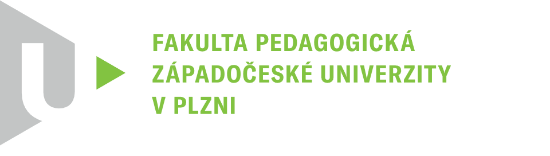 U
FAKULTA PEDAGOGICKÁ
ZÁPADOČESKÉ UNIVERZITY
V PLZNI